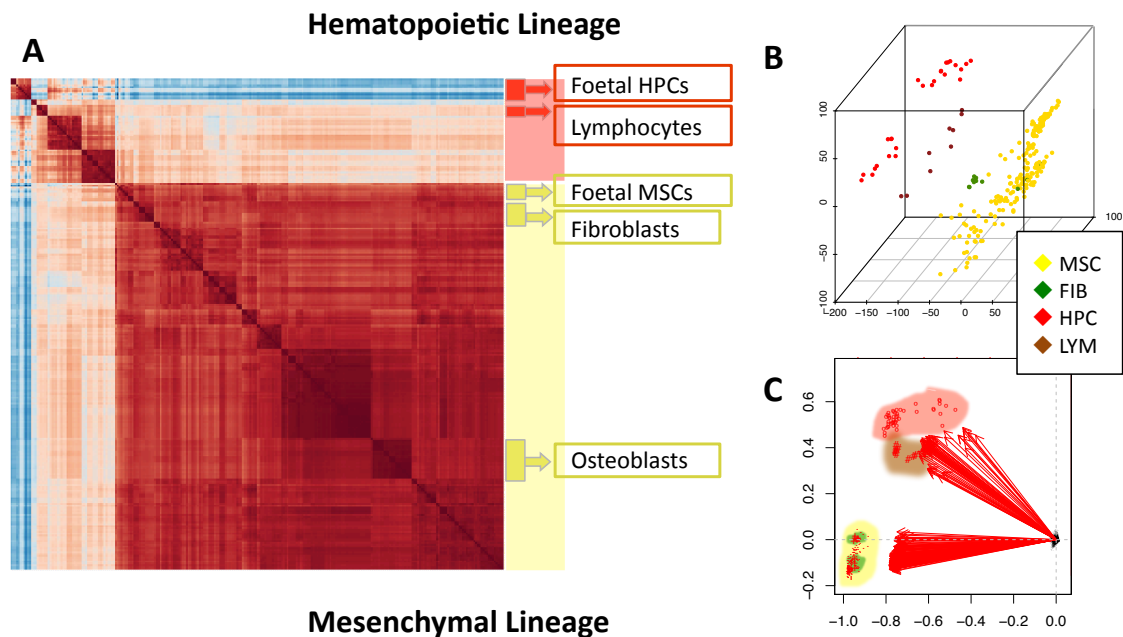 Hematopoietic Lineage
A
Foetal HPCs
Lymphocytes
Foetal MSCs
Fibroblasts
Osteoblasts
Mesenchymal Lineage
B
100
50
0
−50
−100
−200
−150
−100
−50
0
50
100
MSC
FIB
HPC
LYM
C
0.6
0.4
0.2
0.0
−0.2
−1.0
−0.8
−0.6
−0.4
−0.2
0.0